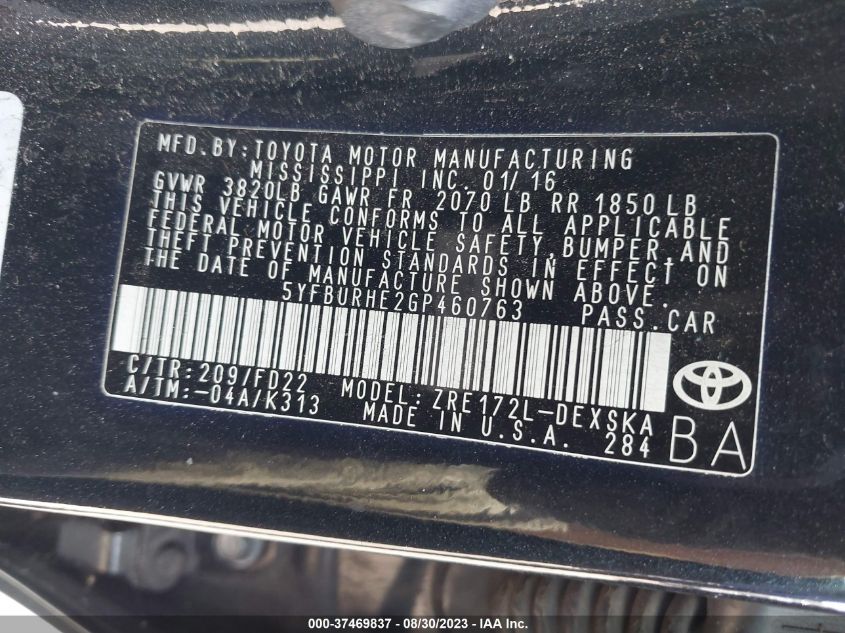 MFD.BY:TOYOTA MOTOR MANUFACTURING
MISSISSIPPI INC. 01/16
GVWR 3820LB GAWR FR 2070 LB RR 1850 LB
THIS VEHICLE CONFORMS TO ALL APPLICABLE
FEDERAL MOTOR VEHICLE SAFETY,BUMPER,AND
THEFT PREVENTION STANDARDS IN EFFECT ON
THE DATE OF MANUFACTURE SHOWN ABOVE.
5YFBURHE2GP460763 PASS.CAR
C/TR:209/FD22 MODEL:ZRE172L-DEXSKA
A/TM:-04A/K313 MADE IN U.S.A. 284
BA
000-37469837 - 08/30/2023 - IAA Inc.